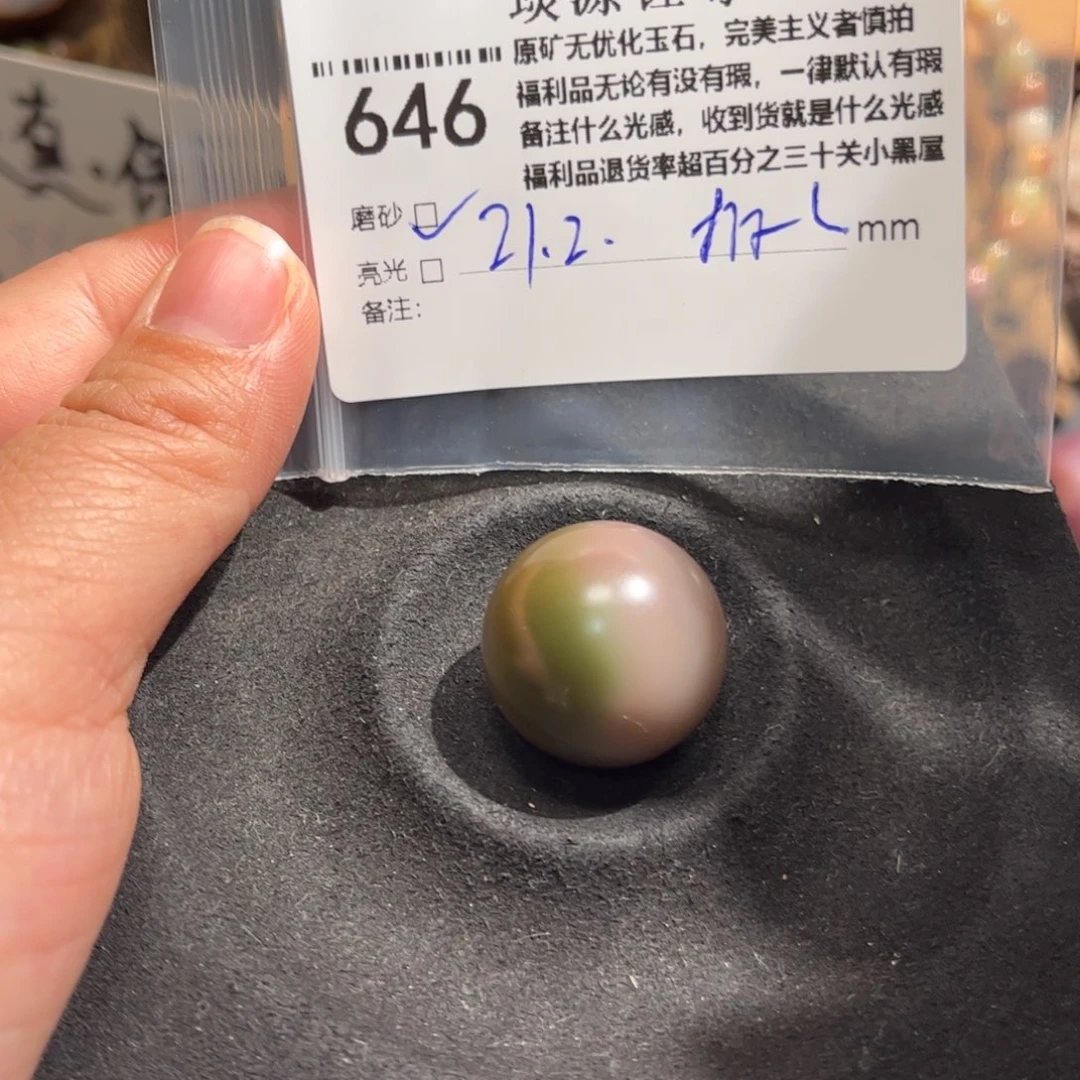 原矿无优化玉石，完美主义者慎拍
646
福利品无论有没有瑕，一律默认有瑕
备注什么光感，收到货就是什么光感
福利品退货率超百分之三十关小黑屋
磨砂 □ ✓ 21.2.
mm
亮光 □
备注：